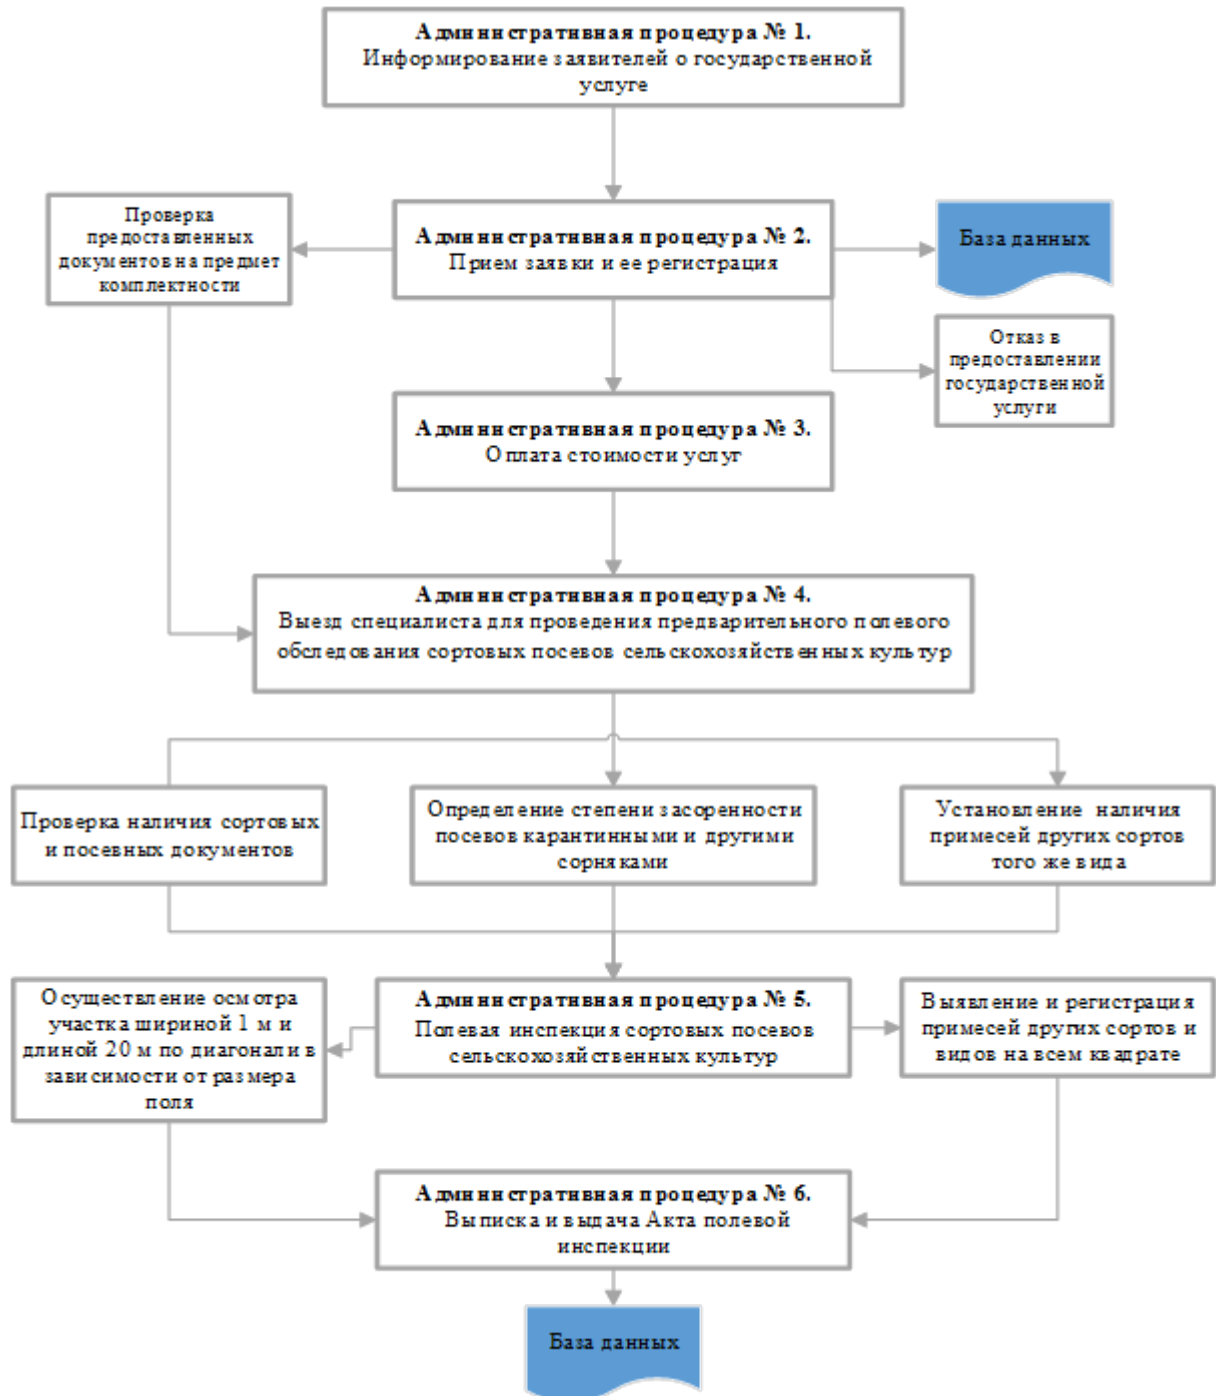 Административная процедура № 1.
Информирование заявителей о государственной
услуге
Проверка
предоставленных
документов на предмет
комплектности
Административная процедура № 2.
Прием заявки и ее регистрация
База данных
Отказ в
предоставлении
государственной
услуги
Административная процедура № 3.
Оплата стоимости услуг
Административная процедура № 4.
Выезд специалиста для проведения предварительного полевого
обследования сортовых посевов сельскохозяйственных культур
Проверка наличия сортовых
и посевных документов
Определение степени засоренности
посевов карантинными и другими
сорняками
Установление наличия
примесей других сортов
того же вида
Осуществление осмотра
участка шириной 1 м и
длиной 20 м по диагонали в
зависимости от размера
поля
Административная процедура № 5.
Полевая инспекция сортовых посевов
сельскохозяйственных культур
Выявление и регистрация
примесей других сортов и
видов на всем квадрате
Административная процедура № 6.
Выписка и выдача Акта полевой
инспекции
База данных